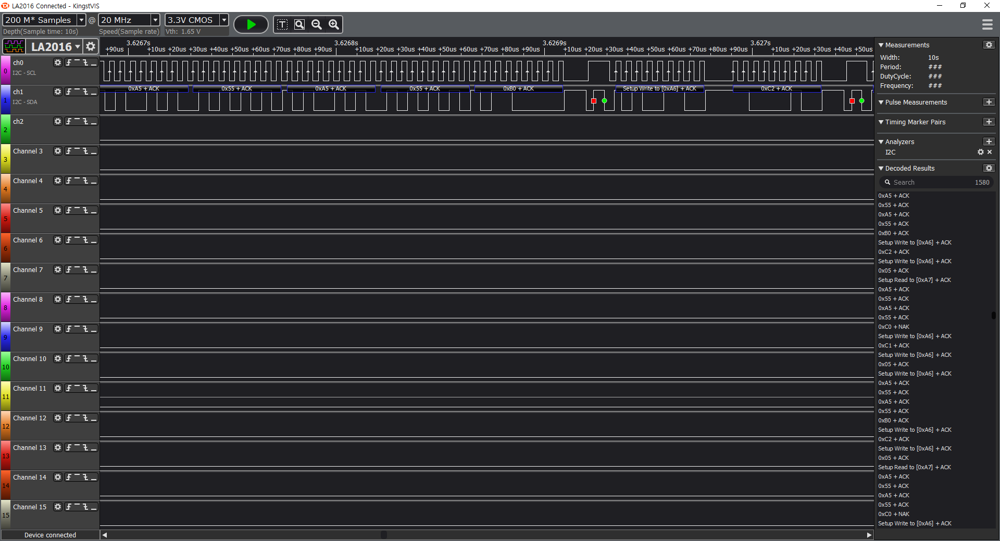 LA2016 Connected - KingstVIS
200 M* Samples @ 20 MHz 3.3V CMOS
Depth(Sample time: 10s) Speed(Sample rate) Vth: 1.65 V
LA2016
3.6267s 3.6268s 3.6269s 3.627s
+90us +10us +20us +30us +40us +50us +60us +70us +80us +90us +10us +20us +30us +40us +50us +60us +70us +80us +90us +10us +20us +30us +40us +50us +60us +70us +80us +90us +10us +20us +30us +40us +50us
0 ch0
I2C - SCL
1 ch1
I2C - SDA
0xA5 + ACK 0x55 + ACK 0xA5 + ACK 0x55 + ACK 0xB0 + ACK Setup Write to [0xA6] + ACK 0xC2 + ACK
2 ch2
3 Channel 3
4 Channel 4
5 Channel 5
6 Channel 6
7 Channel 7
8 Channel 8
9 Channel 9
10 Channel 10
11 Channel 11
12 Channel 12
13 Channel 13
14 Channel 14
15 Channel 15
Device connected
Measurements
Width: 10s
Period: ###
DutyCycle: ###
Frequency: ###
Pulse Measurements
Timing Marker Pairs
Analyzers
I2C
Decoded Results
Search 1580
0xA5 + ACK
0x55 + ACK
0xA5 + ACK
0x55 + ACK
0xB0 + ACK
Setup Write to [0xA6] + ACK
0xC2 + ACK
Setup Write to [0xA6] + ACK
0x05 + ACK
Setup Read to [0xA7] + ACK
0xA5 + ACK
0x55 + ACK
0xA5 + ACK
0x55 + ACK
0xC0 + NAK
Setup Write to [0xA6] + ACK
0xC1 + ACK
Setup Write to [0xA6] + ACK
0x05 + ACK
Setup Write to [0xA6] + ACK
0xA5 + ACK
0x55 + ACK
0xA5 + ACK
0x55 + ACK
0xB0 + ACK
Setup Write to [0xA6] + ACK
0xC2 + ACK
Setup Write to [0xA6] + ACK
0x05 + ACK
Setup Read to [0xA7] + ACK
0xA5 + ACK
0x55 + ACK
0xA5 + ACK
0x55 + ACK
0xC0 + NAK
Setup Write to [0xA6] + ACK